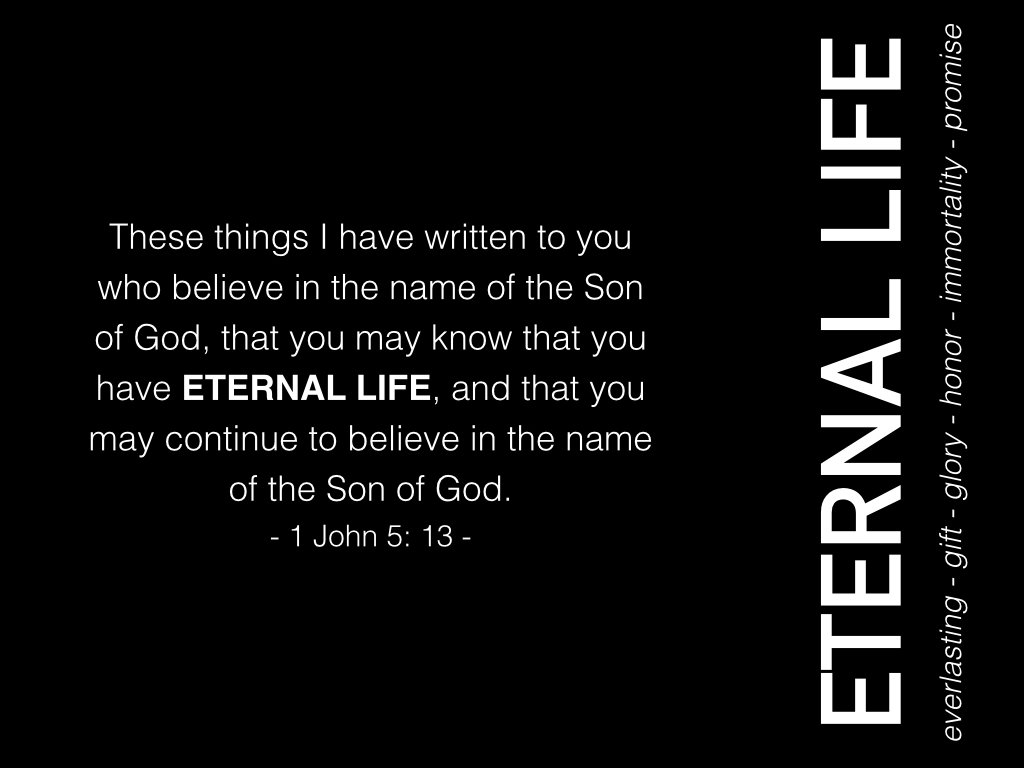 These things I have written to you
who believe in the name of the Son
of God, that you may know that you
have ETERNAL LIFE, and that you
may continue to believe in the name
of the Son of God.
- 1 John 5: 13 -
ETERNAL LIFE
everlasting - gift - glory - honor - immortality - promise